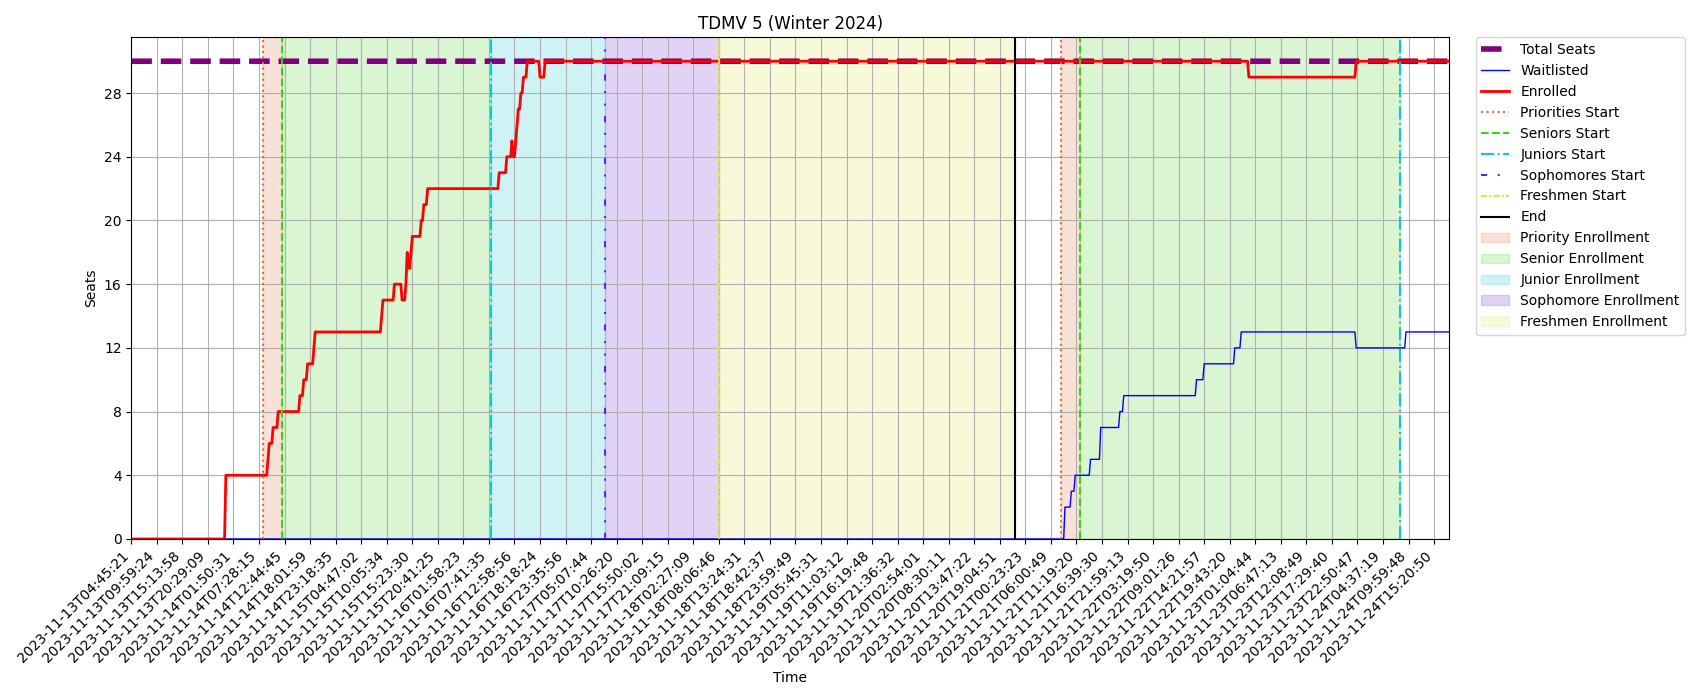 TDMV 5 (Winter 2024)
Total Seats
Waitlisted
Enrolled
Priorities Start
Seniors Start
Juniors Start
Sophomores Start
Freshmen Start
End
Priority Enrollment
Senior Enrollment
Junior Enrollment
Sophomore Enrollment
Freshmen Enrollment
Seats
28
24
20
16
12
8
4
0
2023-11-13T04:45:21
2023-11-13T09:59:24
2023-11-13T15:13:58
2023-11-13T20:29:09
2023-11-14T01:50:31
2023-11-14T07:28:15
2023-11-14T12:44:45
2023-11-14T18:01:59
2023-11-14T23:18:35
2023-11-15T04:47:02
2023-11-15T10:05:34
2023-11-15T15:23:30
2023-11-15T20:41:25
2023-11-16T01:58:23
2023-11-16T07:41:35
2023-11-16T12:58:56
2023-11-16T18:18:24
2023-11-16T23:35:56
2023-11-17T05:07:44
2023-11-17T10:26:20
2023-11-17T15:50:02
2023-11-17T21:09:15
2023-11-18T02:27:09
2023-11-18T08:06:46
2023-11-18T13:24:31
2023-11-18T18:42:37
2023-11-18T23:59:49
2023-11-19T05:45:31
2023-11-19T11:03:12
2023-11-19T16:19:48
2023-11-19T21:36:32
2023-11-20T02:54:01
2023-11-20T08:30:11
2023-11-20T13:47:22
2023-11-20T19:04:51
2023-11-21T00:23:23
2023-11-21T06:00:49
2023-11-21T11:19:20
2023-11-21T16:39:30
2023-11-21T21:59:13
2023-11-22T03:19:50
2023-11-22T09:01:26
2023-11-22T14:21:57
2023-11-22T19:43:20
2023-11-23T01:04:44
2023-11-23T06:47:13
2023-11-23T12:08:49
2023-11-23T17:29:40
2023-11-23T22:50:47
2023-11-24T04:37:19
2023-11-24T09:59:48
2023-11-24T15:20:50
Time